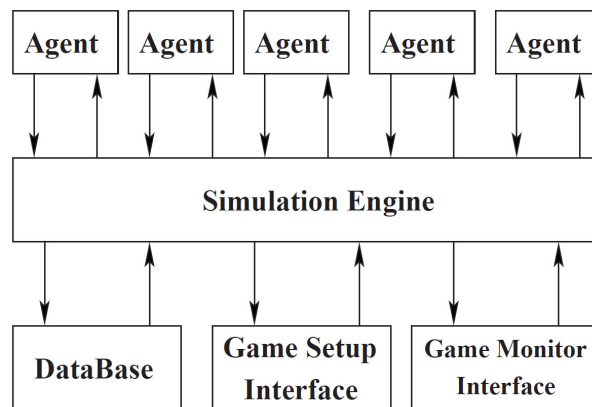 Agent Agent Agent Agent Agent
Simulation Engine
DataBase
Game Setup
Interface
Game Monitor
Interface